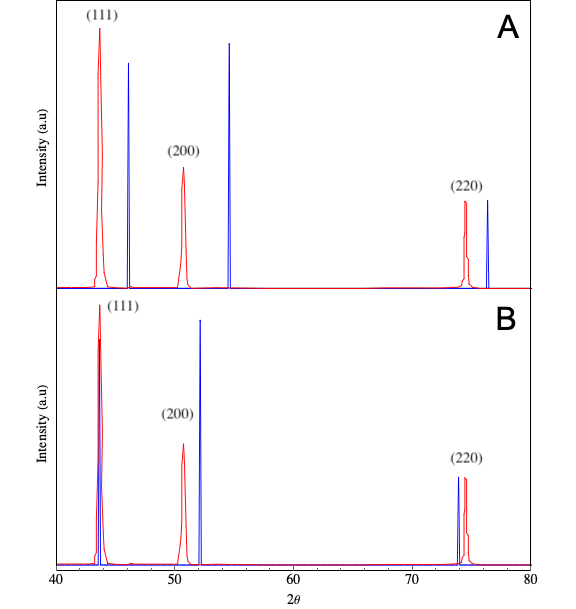 (111)
A
Intensity (a.u)
(200)
(220)
(111)
B
Intensity (a.u)
(200)
(220)
40 50 60 70 80
2θ